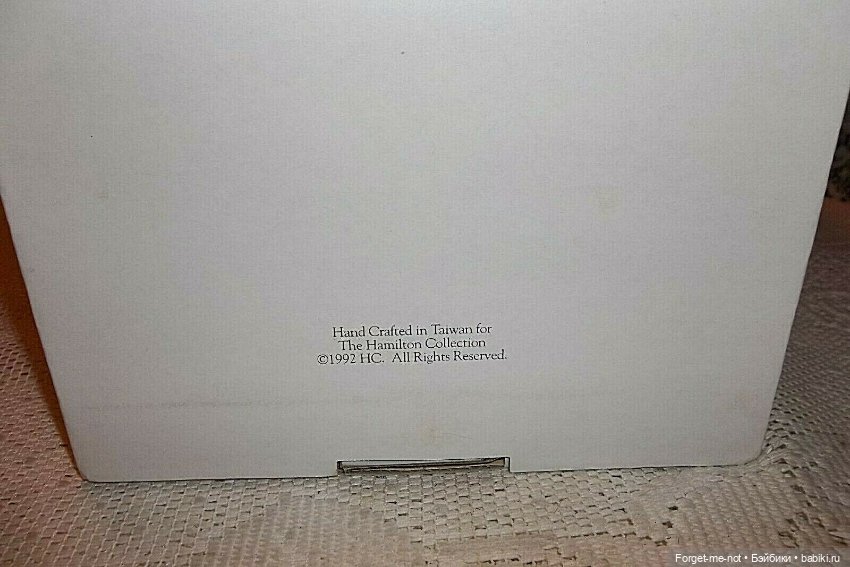 Hand Crafted in Taiwan for
The Hamilton Collection
©1992 HC. All Rights Reserved.
Forget-me-not • Бэйбики • babiki.ru